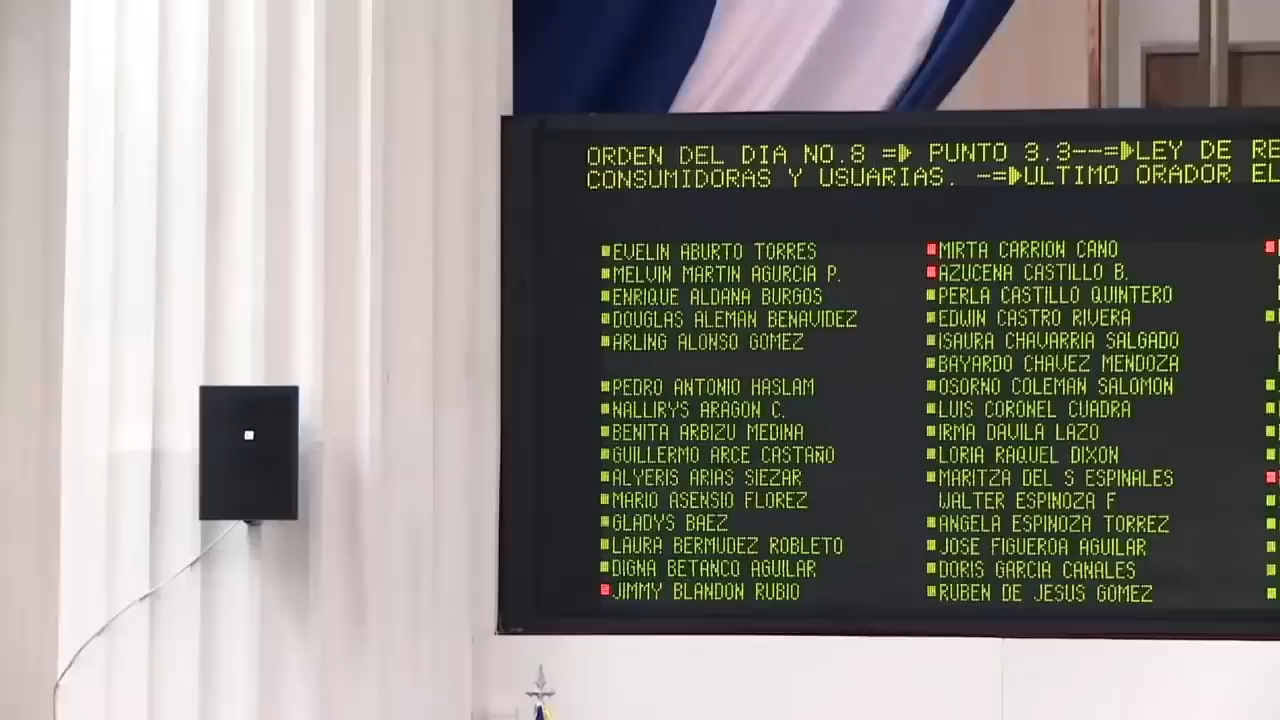 ORDEN DEL DIA NO.8 => PUNTO 3.3--=>LEY DE RE
CONSUMIDORAS Y USUARIAS. -=>ULTIMO ORADOR EL
EVELIN ABURTO TORRES
MELVIN MARTIN AGURCIA P.
ENRIQUE ALDANA BURGOS
DOUGLAS ALEMAN BENAVIDEZ
ARLING ALONSO GOMEZ
PEDRO ANTONIO HASLAM
NALLIRYS ARAGON C.
BENITA ARBIZU MEDINA
GUILLERMO ARCE CASTAÑO
ALYERIS ARIAS SIEZAR
MARIO ASENSIO FLOREZ
GLADYS BAEZ
LAURA BERMUDEZ ROBLETO
DIGNA BETANCO AGUILAR
JIMMY BLANDON RUBIO
MIRTA CARRION CANO
AZUCENA CASTILLO B.
PERLA CASTILLO QUINTERO
EDWIN CASTRO RIVERA
ISAURA CHAVARRIA SALGADO
BAYARDO CHAVEZ MENDOZA
OSORNO COLEMAN SALOMON
LUIS CORONEL CUADRA
IRMA DAVILA LAZO
LORIA RAQUEL DIXON
MARITZA DEL S ESPINALES
WALTER ESPINOZA F
ANGELA ESPINOZA TORREZ
JOSE FIGUEROA AGUILAR
DORIS GARCIA CANALES
RUBEN DE JESUS GOMEZ